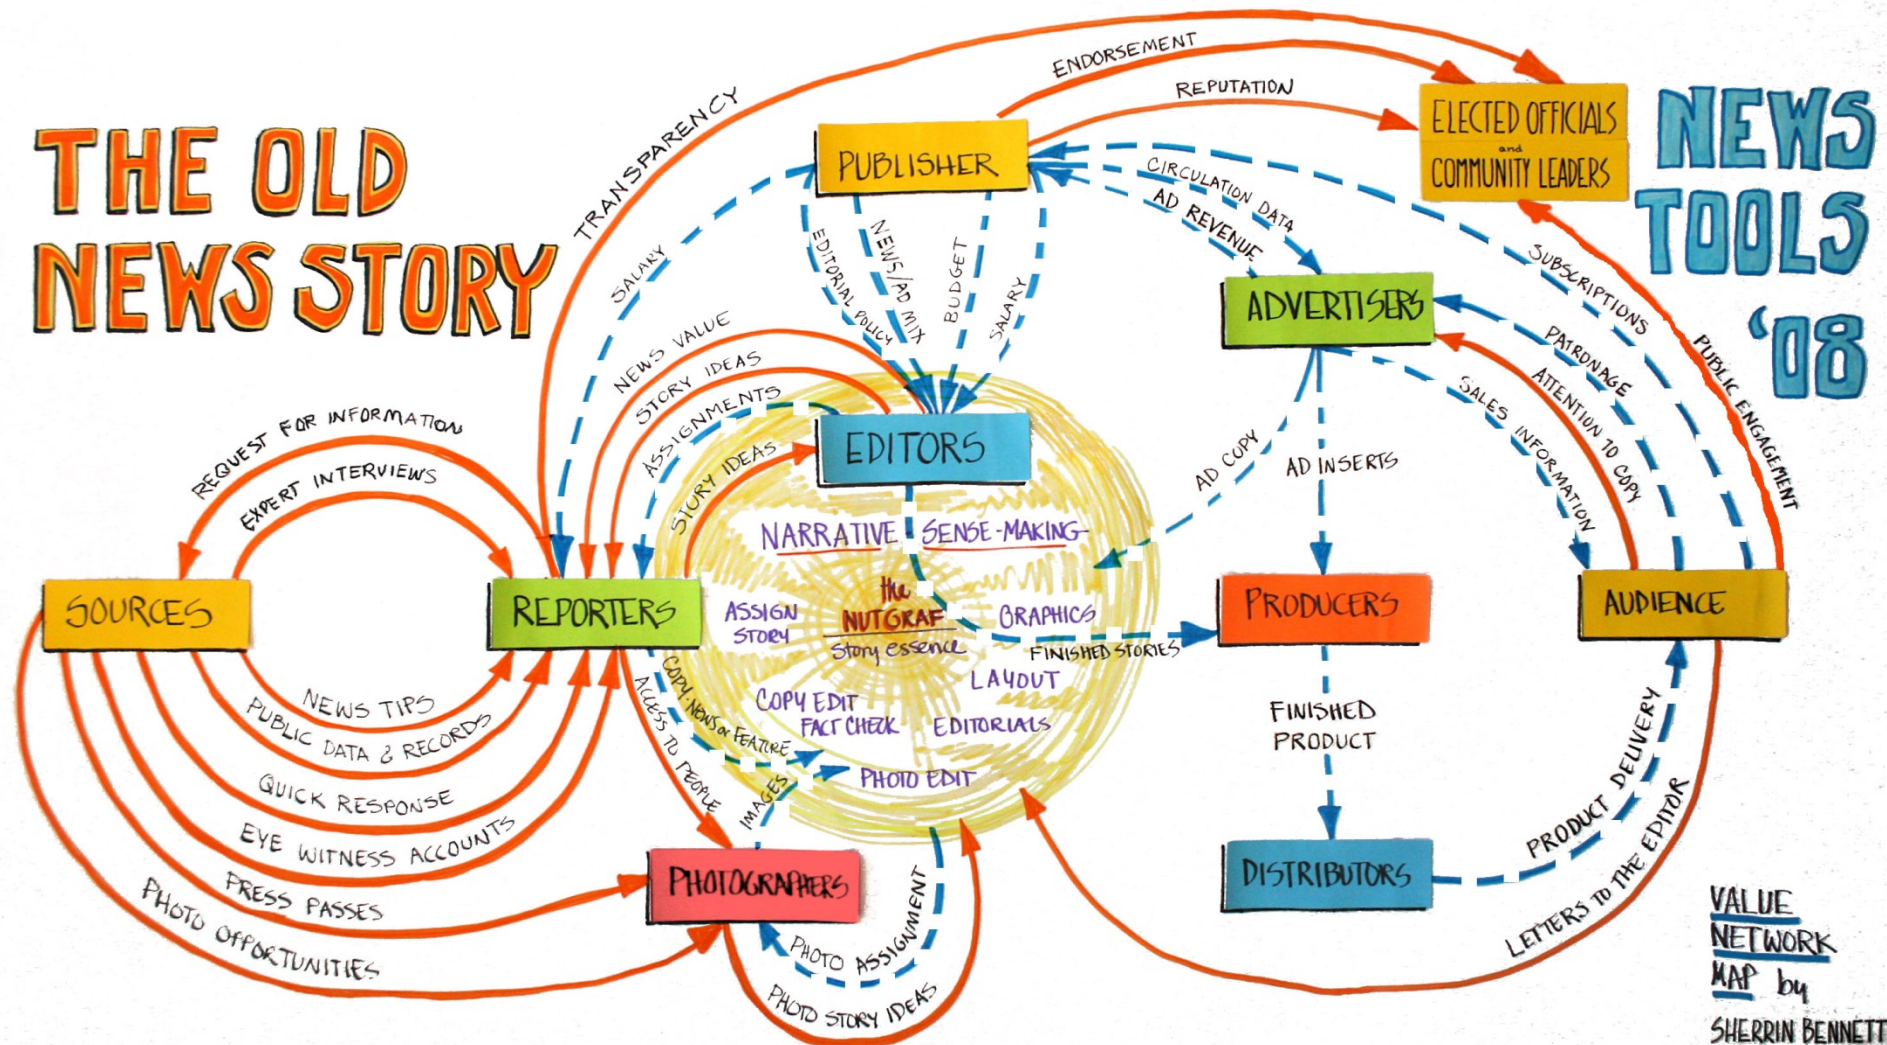 THE OLD
NEWS STORY
NEWS
TOOLS
'08
TRANSPARENCY
ENDORSEMENT
REPUTATION
ELECTED OFFICIALS
and
COMMUNITY LEADERS
PUBLISHER
CIRCULATION DATA
AD REVENUE
SUBSCRIPTIONS
PUBLIC ENGAGEMENT
SALARY
EDITORIAL POLICY
NEWS/AD MIX
BUDGET
SALARY
ADVERTISERS
PATRONAGE
ATTENTION TO COPY
SALES INFORMATION
NEWS VALUE
STORY IDEAS
ASSIGNMENTS
STORY IDEAS
EDITORS
AD COPY
AD INSERTS
REQUEST FOR INFORMATION
EXPERT INTERVIEWS
NARRATIVE SENSE-MAKING
the
NUTGRAF
Story essence
ASSIGN
STORY
GRAPHICS
FINISHED STORIES
LAYOUT
COPY EDIT
FACT CHECK
EDITORIALS
PHOTO EDIT
SOURCES
REPORTERS
PRODUCERS
AUDIENCE
NEWS TIPS
PUBLIC DATA & RECORDS
QUICK RESPONSE
EYE WITNESS ACCOUNTS
PRESS PASSES
PHOTO OPPORTUNITIES
COPY-NEWS or FEATURE
ACCESS TO PEOPLE
IMAGES
PHOTOGRAPHERS
PHOTO ASSIGNMENT
PHOTO STORY IDEAS
FINISHED
PRODUCT
DISTRIBUTORS
PRODUCT DELIVERY
LETTERS TO THE EDITOR
VALUE
NETWORK
MAP by
SHERRIN BENNETT